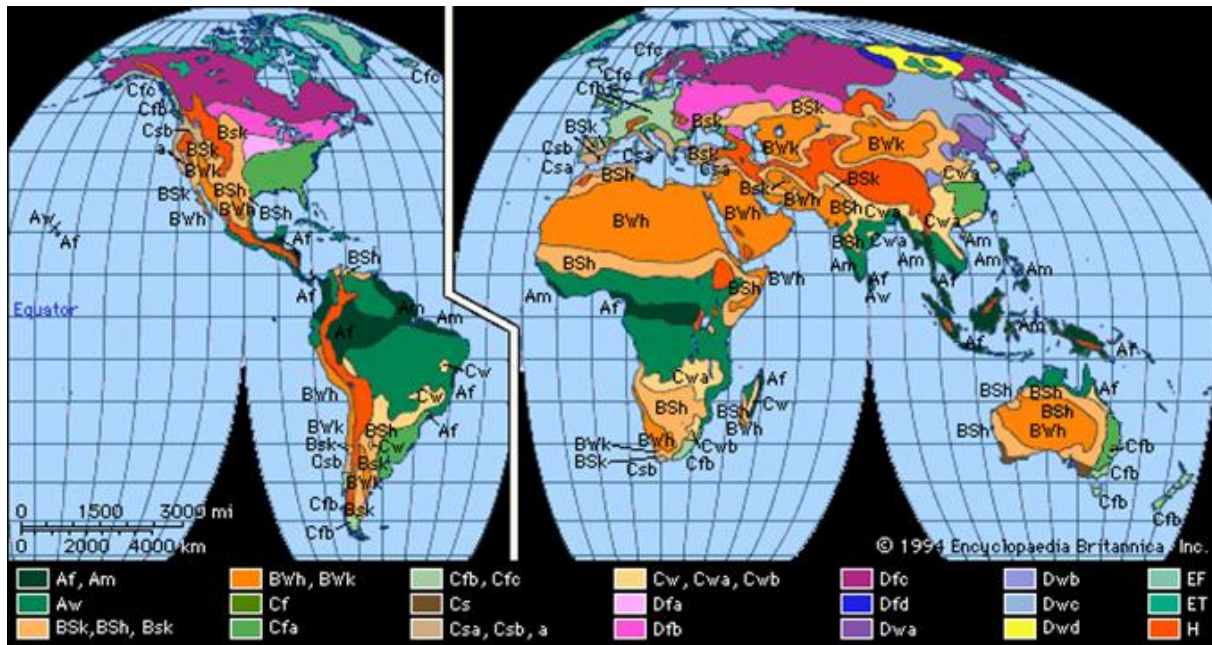 Cfc
Cfc
Cfc
Cfb
Cfc
Cfb
Csb
a
Bsk
BSk
BWk
BSk
BSh
BWh
BWh
BSh
Aw
Af
Af
BSh
Af
Am
Am
Equator
Af
Cw
Cw
Af
BWh
Af
BWk
BSh
Bsk
Cw
Csb
Bsk
BWk
Cfb
Bsk
Cfb
BSk
Csb
Csa
Csa
BSh
Bsk
Bsk
Csa
BSk
BWk
BWk
BSk
Bsk
BWh
BSh
Cwa
Cwa
Cwa
BWh
BWh
BSh
Cwa
Am
BSh
BSh
BWh
Am
Af
Am
Af
Aw
Am
Af
Am
Am
Af
Af
Cwa
Af
BSh
Cw
BSh
BWh
BWh
BWk
BSk
Csb
Cwb
Cfb
BSh
BSh
Af
BSh
BSh
BWh
Cfb
Cfb
Cfb
Cfb
0 1500 3000 mi
0 2000 4000 km
© 1994 Encyclopaedia Britannica, Inc.
Af, Am
BWh, BWk
Cfb, Cfc
Cw, Cwa, Cwb
Dfc
Dwb
EF
Aw
Cf
Cs
Dfa
Dfd
Dwc
ET
BSk,BSh, Bsk
Cfa
Csa, Csb, a
Dfb
Dwa
Dwd
H